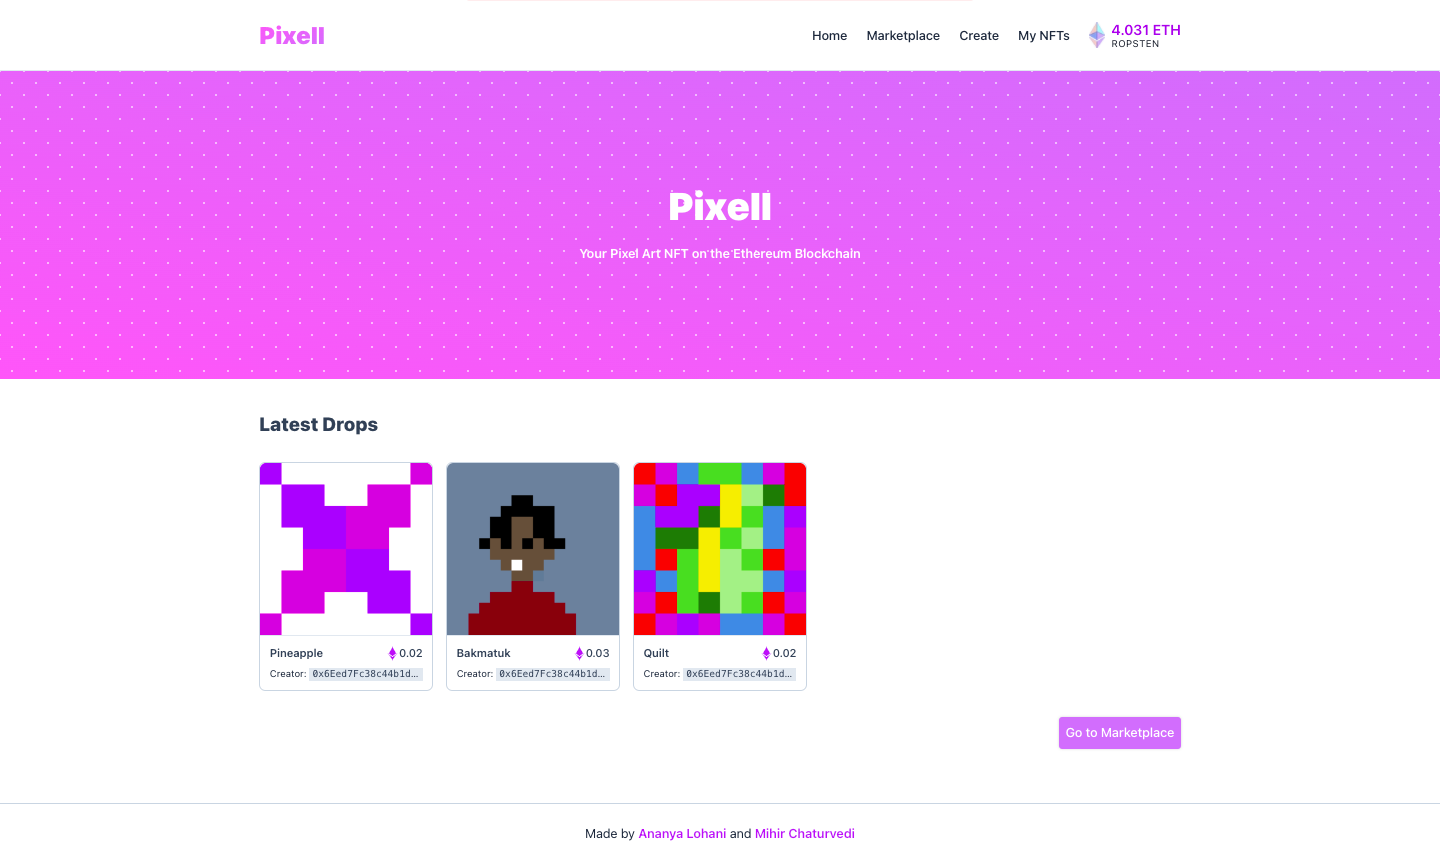 Pixell
Home Marketplace Create My NFTs 4.031 ETH
ROPSTEN
Pixell
Your Pixel Art NFT on the Ethereum Blockchain
Latest Drops
Pineapple 0.02
Creator: 0x6Eed7Fc38c44b1d…
Bakmatuk 0.03
Creator: 0x6Eed7Fc38c44b1d…
Quilt 0.02
Creator: 0x6Eed7Fc38c44b1d…
Go to Marketplace
Made by Ananya Lohani and Mihir Chaturvedi